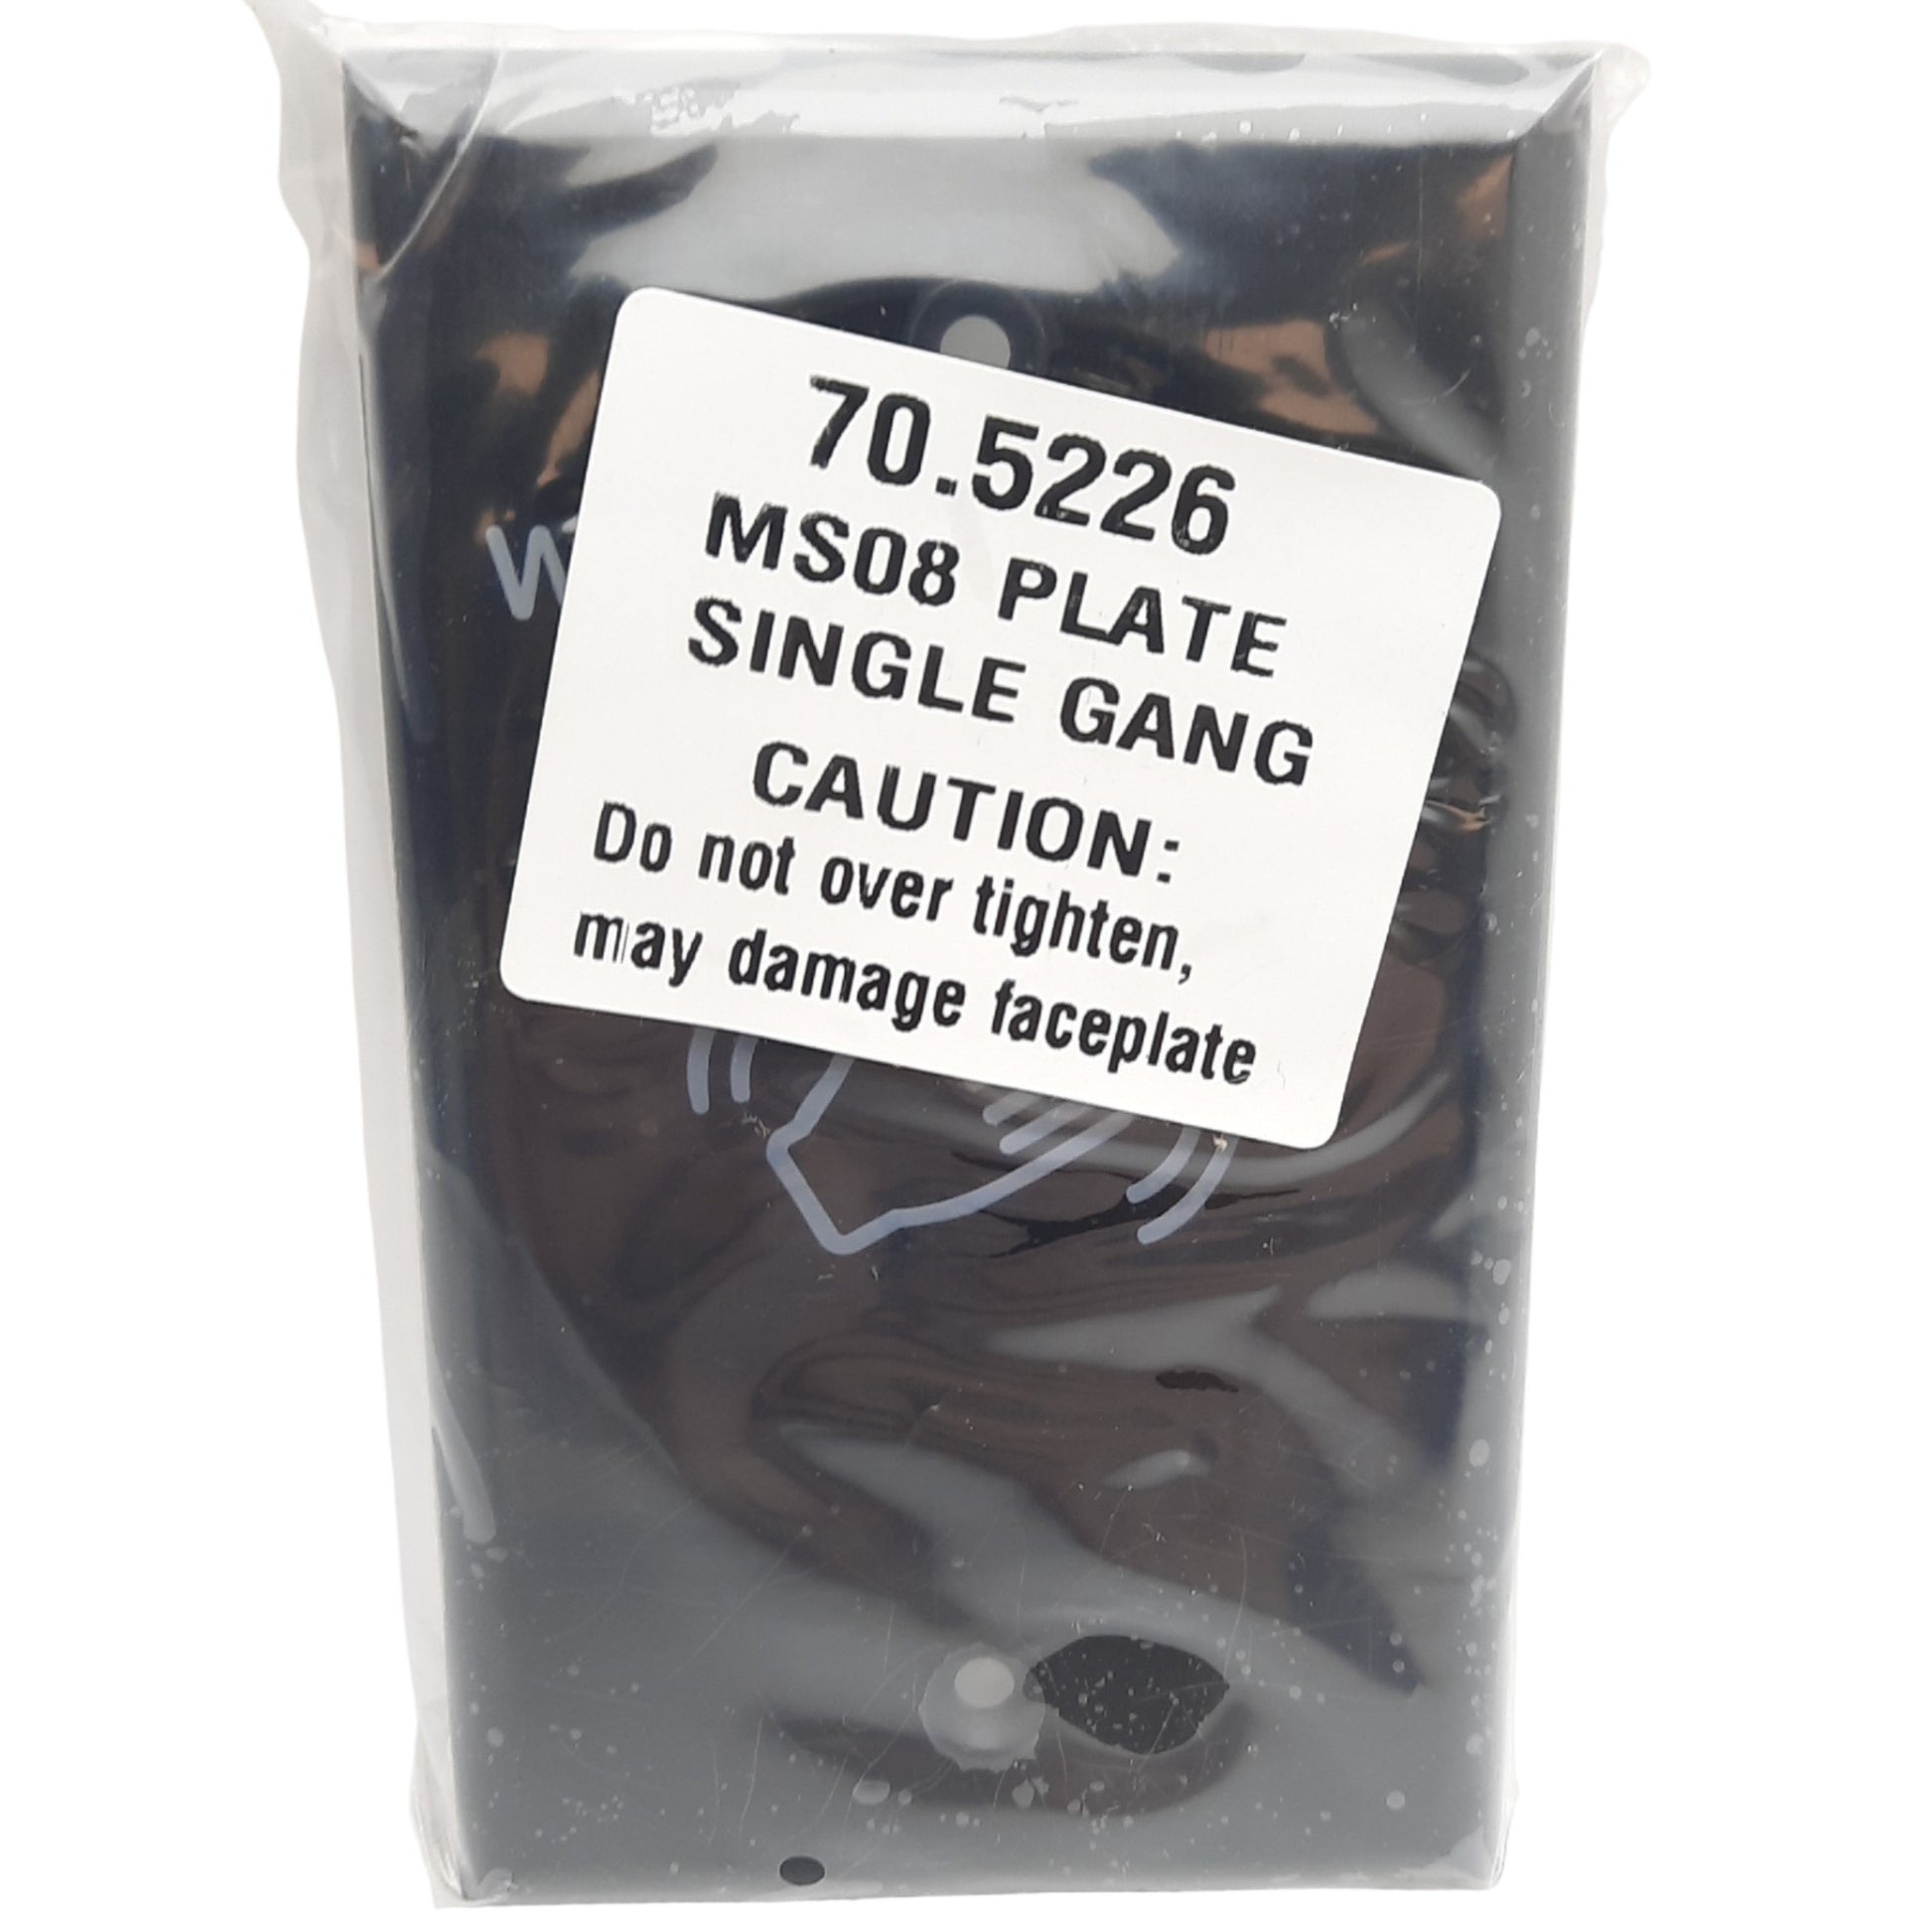 70.5226
MS08 PLATE
SINGLE GANG
CAUTION:
Do not over tighten,
may damage faceplate